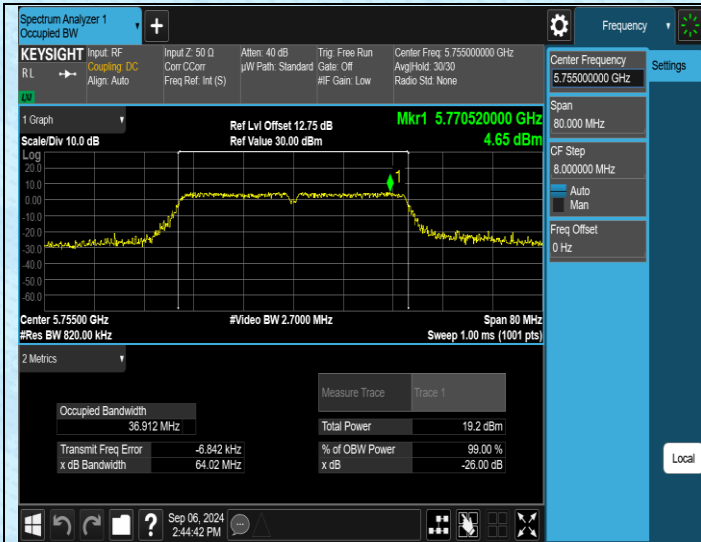 Spectrum Analyzer 1
Occupied BW
Frequency
KEYSIGHT
RL
LU
Input: RF
Coupling: DC
Align: Auto
Input Z: 50 Ω
Corr CCorr
Freq Ref: Int (S)
Atten: 40 dB
µW Path: Standard
Trig: Free Run
Gate: Off
#IF Gain: Low
Center Freq: 5.755000000 GHz
Avg|Hold: 30/30
Radio Std: None
Center Frequency
5.755000000 GHz
Settings
Span
80.000 MHz
CF Step
8.000000 MHz
Auto
Man
Freq Offset
0 Hz
Local
1 Graph
Scale/Div 10.0 dB
Ref Lvl Offset 12.75 dB
Ref Value 30.00 dBm
Mkr1 5.770520000 GHz
4.65 dBm
Log
20.0
10.0
0.00
-10.0
-20.0
-30.0
-40.0
-50.0
-60.0
1
Center 5.75500 GHz
#Res BW 820.00 kHz
#Video BW 2.7000 MHz
Span 80 MHz
Sweep 1.00 ms (1001 pts)
2 Metrics
Measure Trace Trace 1
Occupied Bandwidth
36.912 MHz
Total Power 19.2 dBm
Transmit Freq Error -6.842 kHz
% of OBW Power 99.00 %
x dB Bandwidth 64.02 MHz
x dB -26.00 dB
Sep 06, 2024
2:44:42 PM